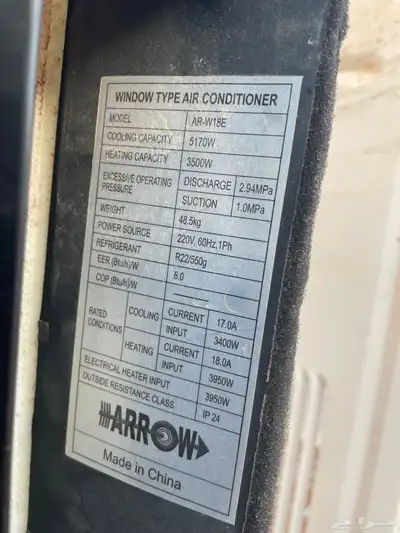 WINDOW TYPE AIR CONDITIONER
MODEL AR-W18E
COOLING CAPACITY 5170W
HEATING CAPACITY 3500W
EXCESSIVE OPERATING PRESSURE DISCHARGE 2.94MPa
SUCTION 1.0MPa
WEIGHT 48.5kg
POWER SOURCE 220V, 60Hz,1Ph
REFRIGERANT R22/550g
EER (Btu/h)W 8.0
COP (Btu/h)W
RATED CONDITIONS COOLING CURRENT 17.0A
INPUT 3400W
HEATING CURRENT 18.0A
INPUT 3950W
ELECTRICAL HEATER INPUT 3950W
OUTSIDE RESISTANCE CLASS IP 24
ARROW
Made in China
حراج